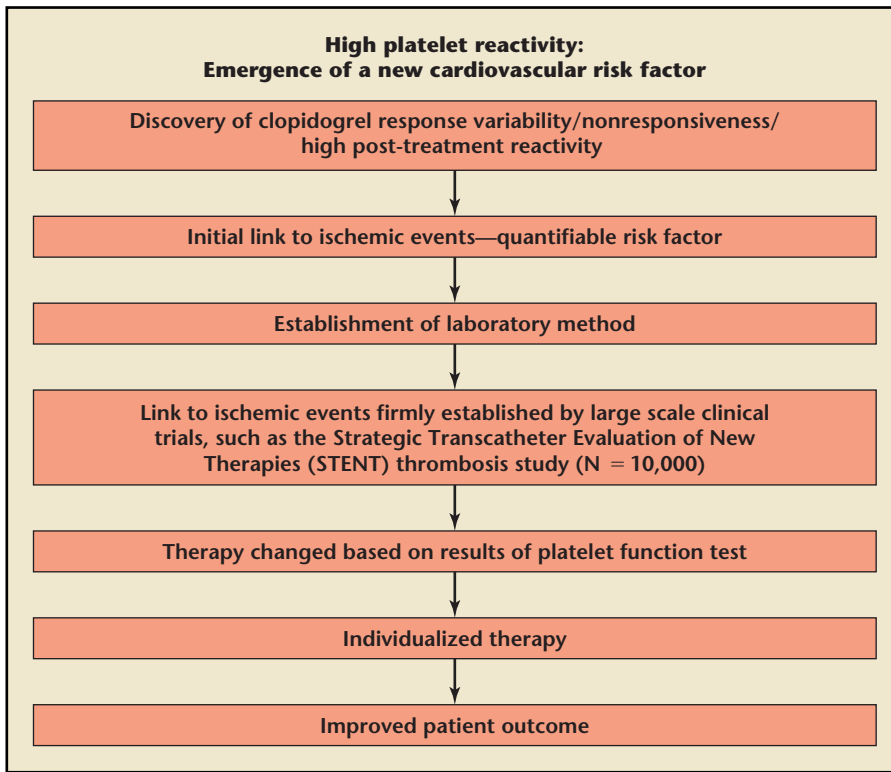 High platelet reactivity:
Emergence of a new cardiovascular risk factor
Discovery of clopidogrel response variability/nonresponsiveness/
high post-treatment reactivity
Initial link to ischemic events—quantifiable risk factor
Establishment of laboratory method
Link to ischemic events firmly established by large scale clinical
trials, such as the Strategic Transcatheter Evaluation of New
Therapies (STENT) thrombosis study (N = 10,000)
Therapy changed based on results of platelet function test
Individualized therapy
Improved patient outcome